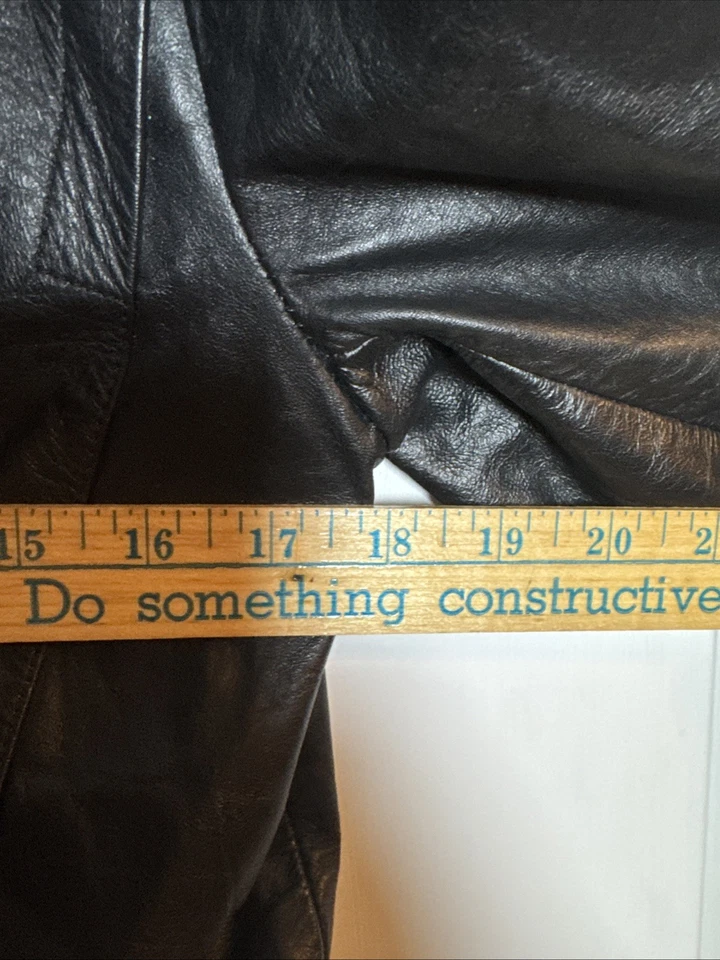 15 16 17 18 19 20 2
Do something constructive